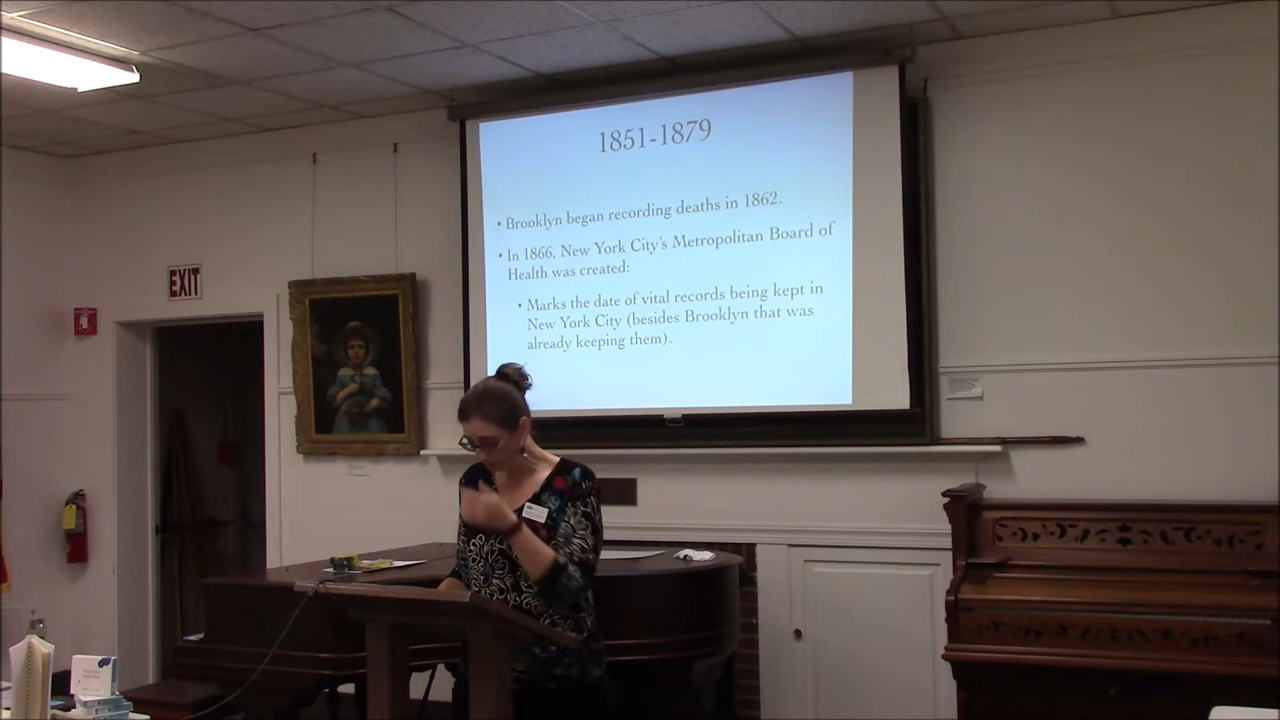 1851-1879
• Brooklyn began recording deaths in 1862.
• In 1866, New York City's Metropolitan Board of
Health was created:
• Marks the date of vital records being kept in
New York City (besides Brooklyn that was
already keeping them).
EXIT